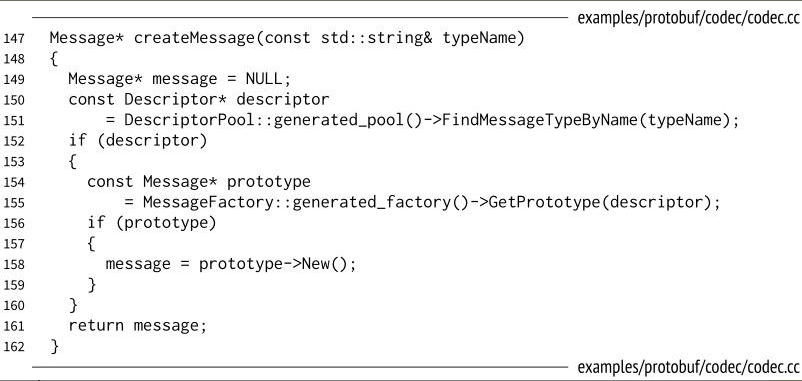 examples/protobuf/codec/codec.cc
147 Message* createMessage(const std::string& typeName)
148 {
149   Message* message = NULL;
150   const Descriptor* descriptor
151       = DescriptorPool::generated_pool()->FindMessageTypeByName(typeName);
152   if (descriptor)
153   {
154     const Message* prototype
155         = MessageFactory::generated_factory()->GetPrototype(descriptor);
156     if (prototype)
157     {
158       message = prototype->New();
159     }
160   }
161   return message;
162 }
examples/protobuf/codec/codec.cc